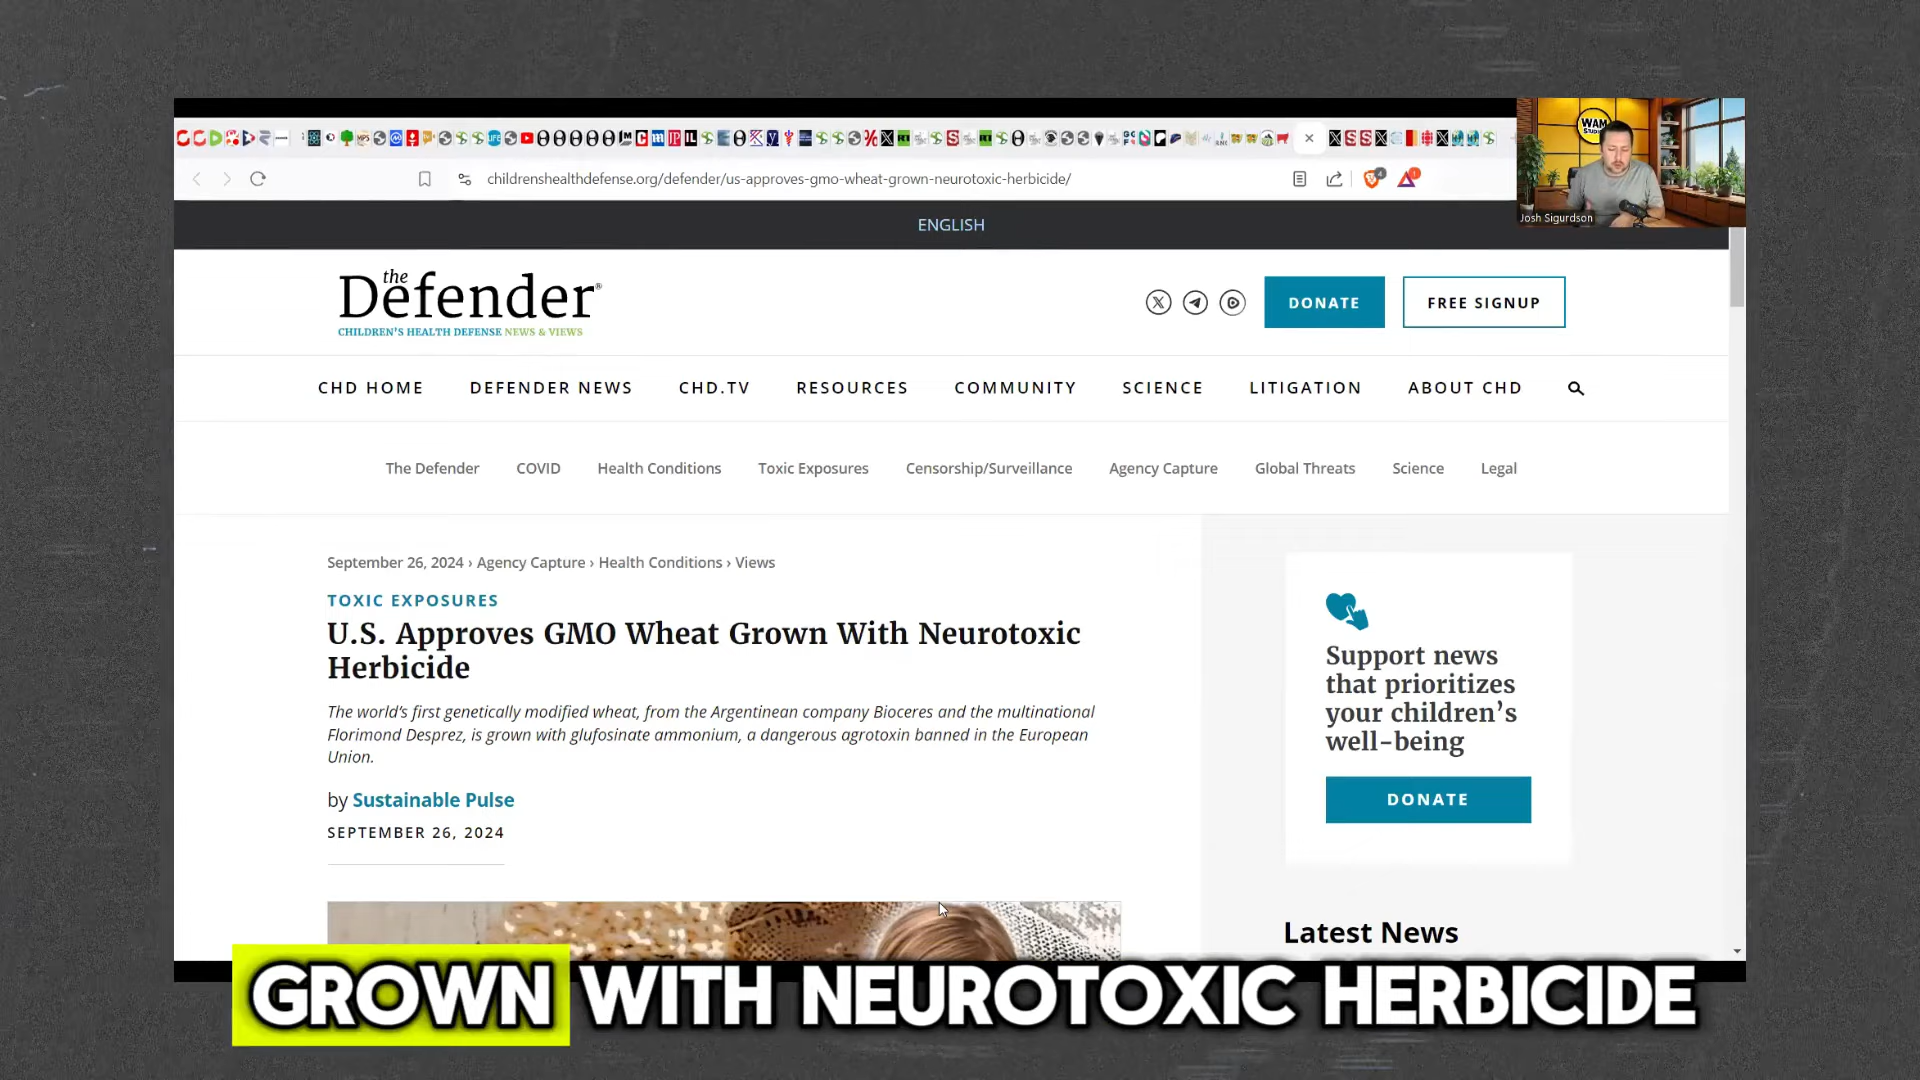 childrenshealthdefense.org/defender/us-approves-gmo-wheat-grown-neurotoxic-herbicide/
WAM
Josh Sigurdson
ENGLISH
the
Defender®
CHILDREN'S HEALTH DEFENSE NEWS & VIEWS
DONATE
FREE SIGNUP
CHD HOME DEFENDER NEWS CHD.TV RESOURCES COMMUNITY SCIENCE LITIGATION ABOUT CHD
The Defender COVID Health Conditions Toxic Exposures Censorship/Surveillance Agency Capture Global Threats Science Legal
September 26, 2024 › Agency Capture › Health Conditions › Views
TOXIC EXPOSURES
U.S. Approves GMO Wheat Grown With Neurotoxic
Herbicide
The world’s first genetically modified wheat, from the Argentinean company Bioceres and the multinational
Florimond Desprez, is grown with glufosinate ammonium, a dangerous agrotoxin banned in the European
Union.
by Sustainable Pulse
SEPTEMBER 26, 2024
Support news
that prioritizes
your children’s
well-being
DONATE
Latest News
GROWN WITH NEUROTOXIC HERBICIDE